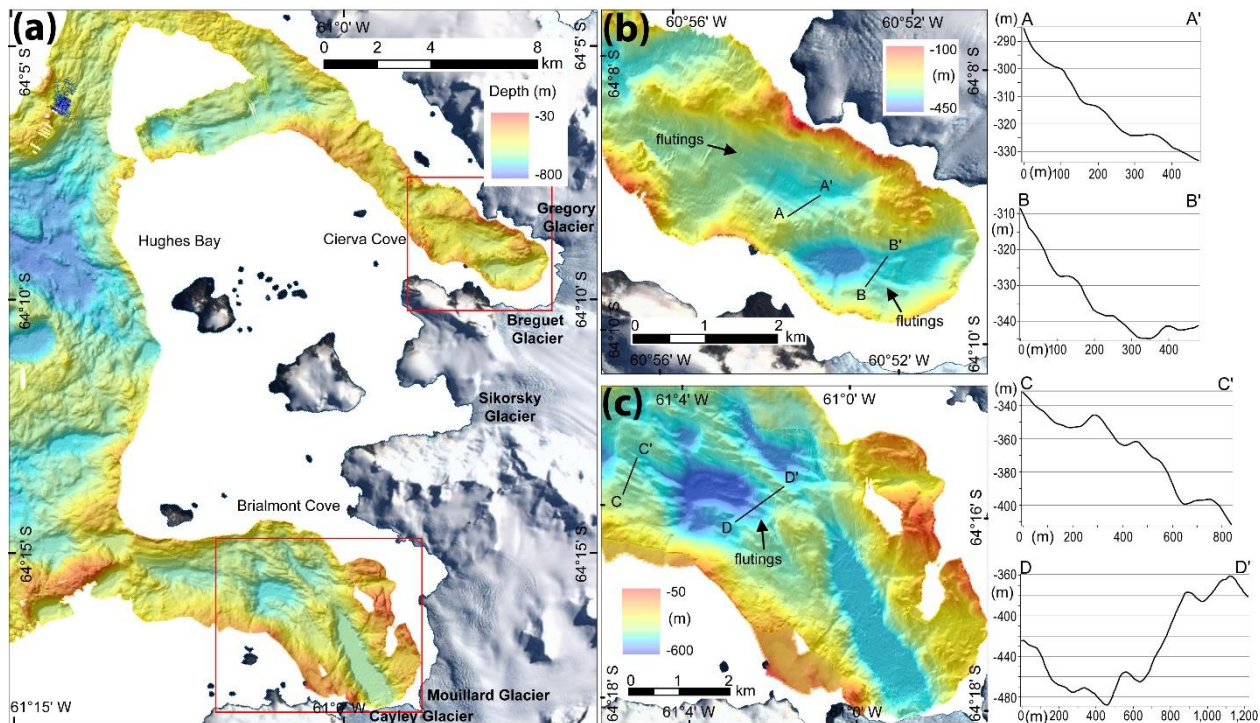 (a)
61°0' W
0 2 4 8
km
Depth (m)
-30
-800
64°5' S
64°5' S
Gregory
Glacier
Hughes Bay
Cierva Cove
64°10' S
64°10' S
Breguet
Glacier
Sikorsky
Glacier
Brialmont Cove
64°15' S
64°15' S
Mouillard Glacier
61°15' W
61°0' W
Cayley Glacier
(b)
60°56' W
60°52' W
-100
(m)
-450
64°8' S
64°8' S
flutings
A'
A
B'
B
flutings
0 1 2
km
64°10' S
64°10' S
60°56' W
60°52' W
(c)
61°4' W
61°0' W
C'
C
D'
D
flutings
64°16' S
-50
(m)
-600
0 1 2
km
64°18' S
64°18' S
61°4' W
0' W
(m) A A'
-290
-300
-310
-320
-330
0 (m) 100 200 300 400
B B'
-310
(m)
-320
-330
-340
0 (m) 100 200 300 400
(m) C C'
-340
-360
-380
-400
0 (m) 200 400 600 800
D D'
-360
(m)
-400
-440
-480
0 (m) 200 400 600 800 1,000 1,200